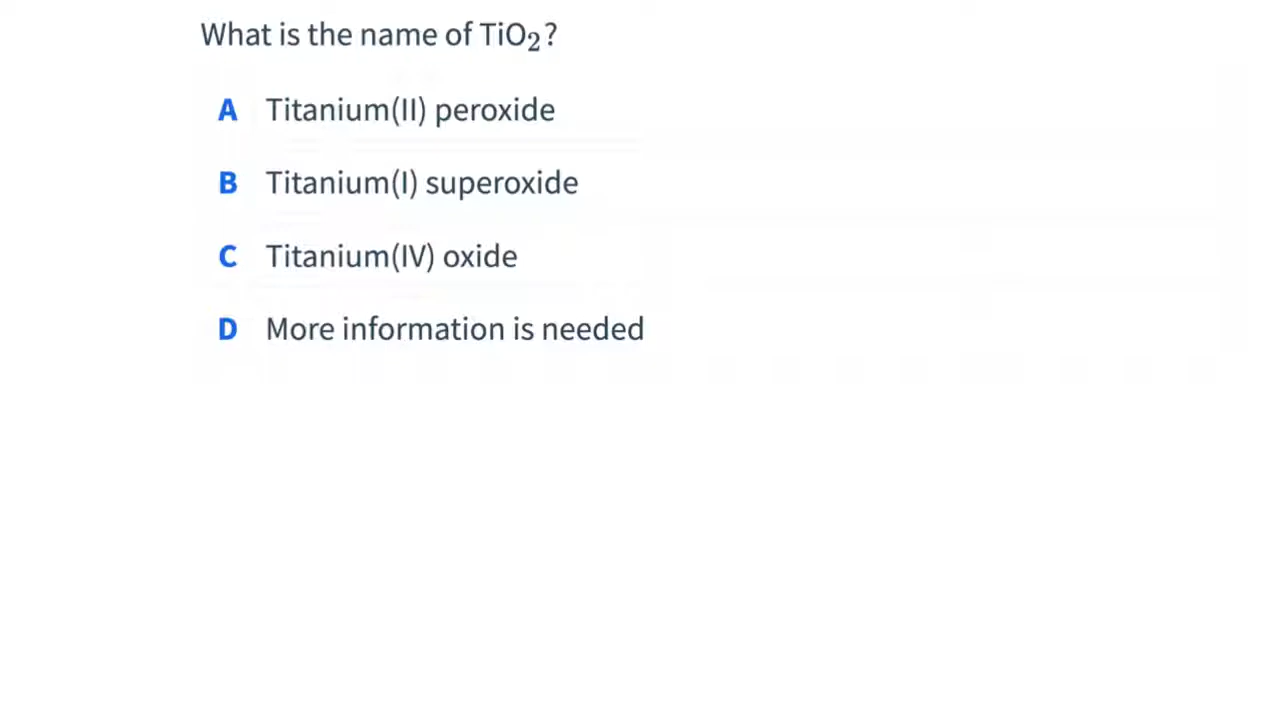 What is the name of TiO₂?
A Titanium(II) peroxide
B Titanium(I) superoxide
C Titanium(IV) oxide
D More information is needed